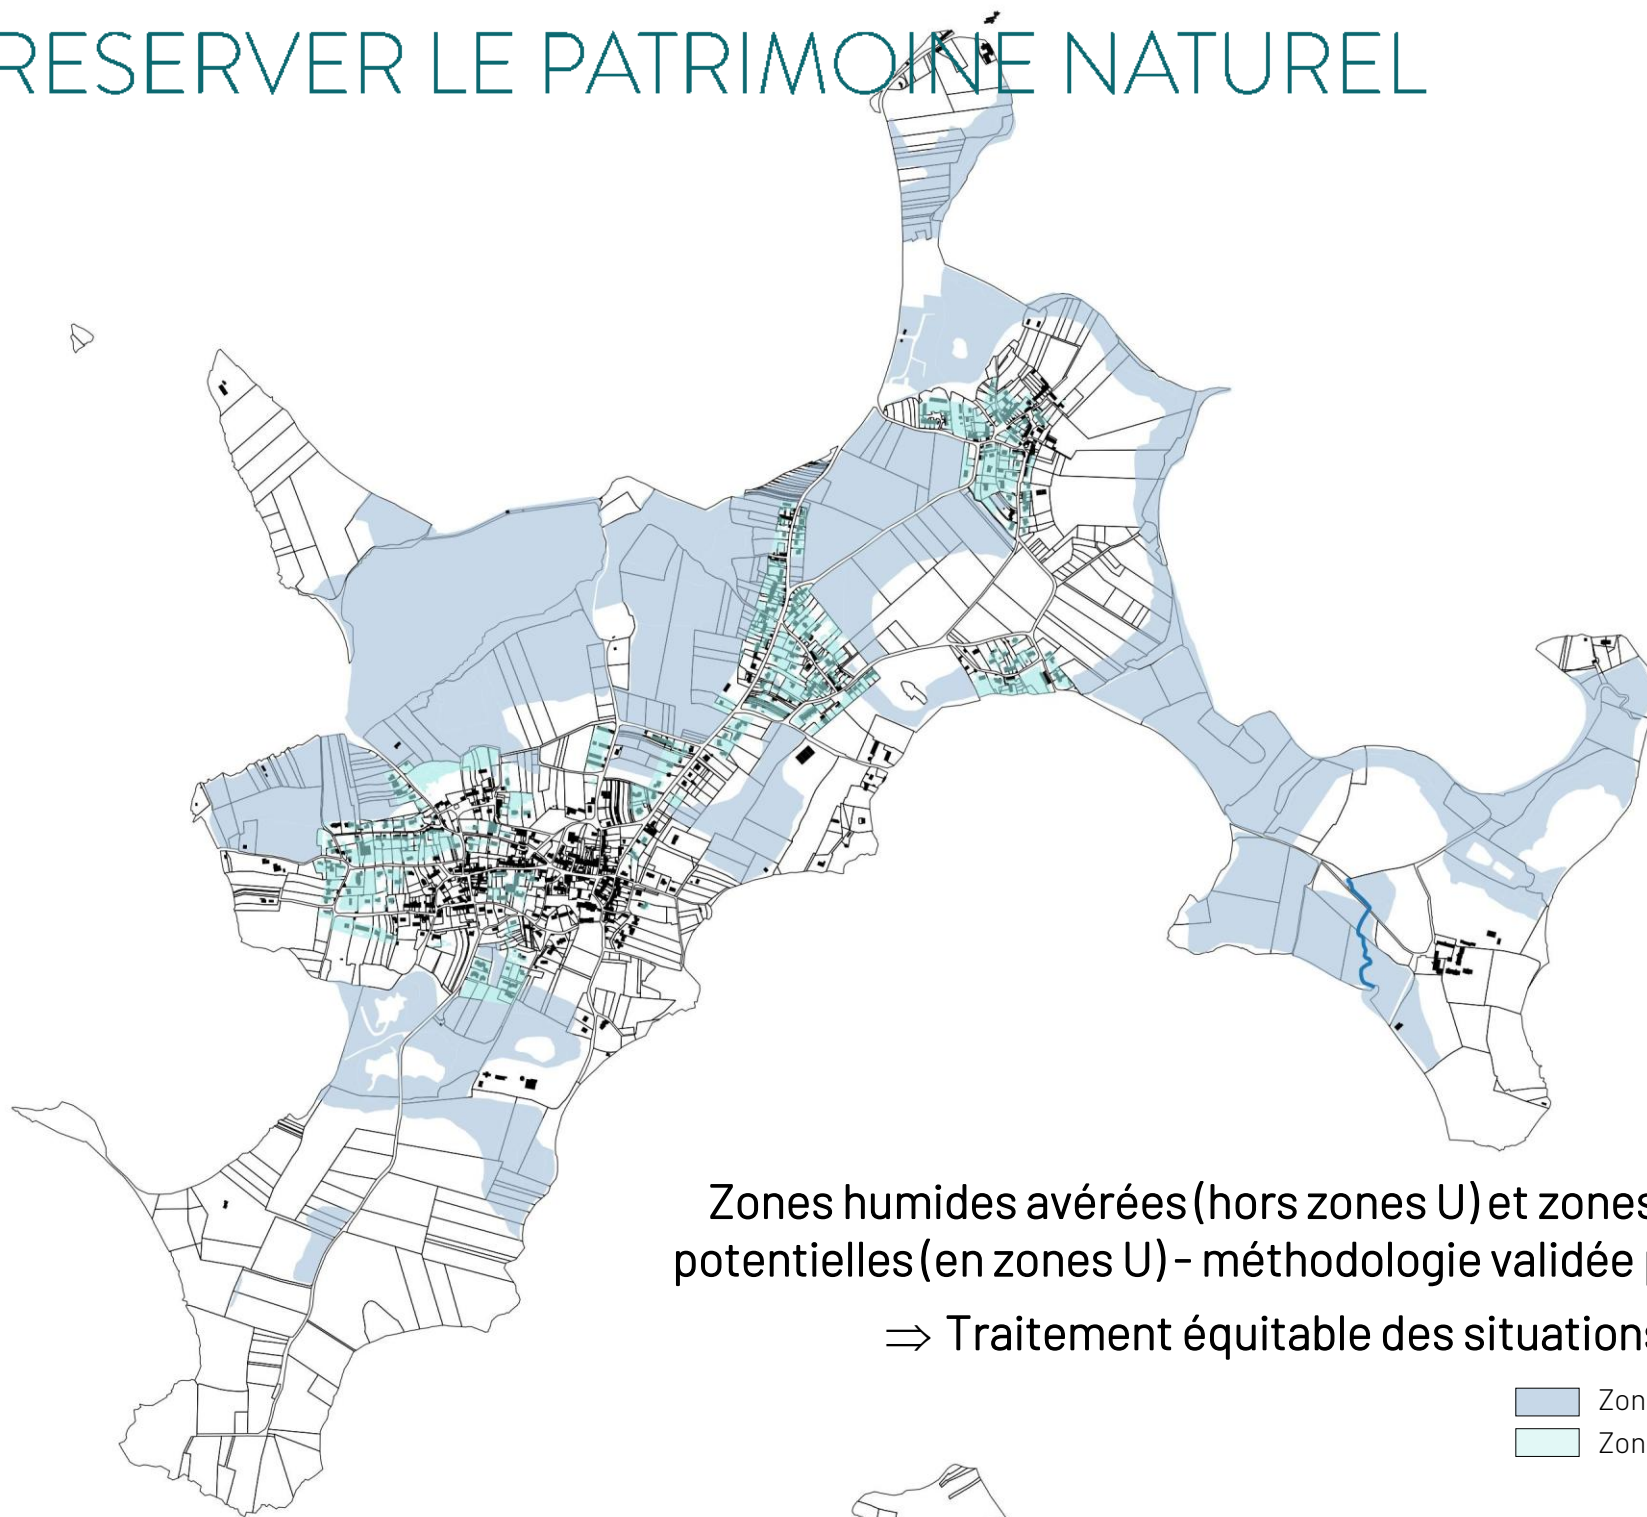 RESERVER LE PATRIMOINE NATUREL
Zones humides avérées (hors zones U) et zones
potentielles (en zones U) - méthodologie validée p
⇒ Traitement équitable des situations
Zon
Zon